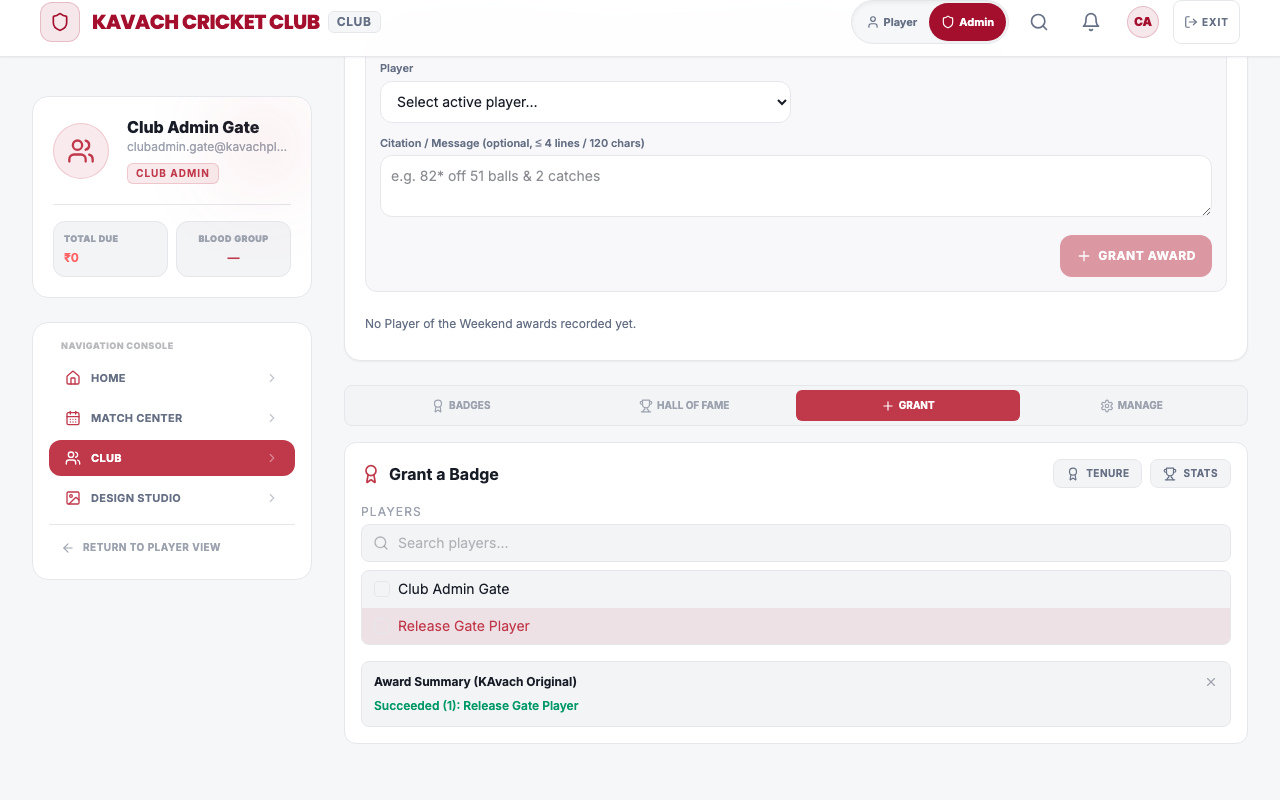 KAVACH CRICKET CLUB CLUB
Player Admin
CA EXIT
Club Admin Gate
clubadmin.gate@kavachpl...
CLUB ADMIN
TOTAL DUE
₹0
BLOOD GROUP
—
NAVIGATION CONSOLE
HOME
MATCH CENTER
CLUB
DESIGN STUDIO
RETURN TO PLAYER VIEW
Player
Select active player...
Citation / Message (optional, ≤ 4 lines / 120 chars)
e.g. 82* off 51 balls & 2 catches
+ GRANT AWARD
No Player of the Weekend awards recorded yet.
BADGES HALL OF FAME + GRANT MANAGE
Grant a Badge
TENURE STATS
PLAYERS
Search players...
Club Admin Gate
Release Gate Player
Award Summary (KAvach Original)
Succeeded (1): Release Gate Player